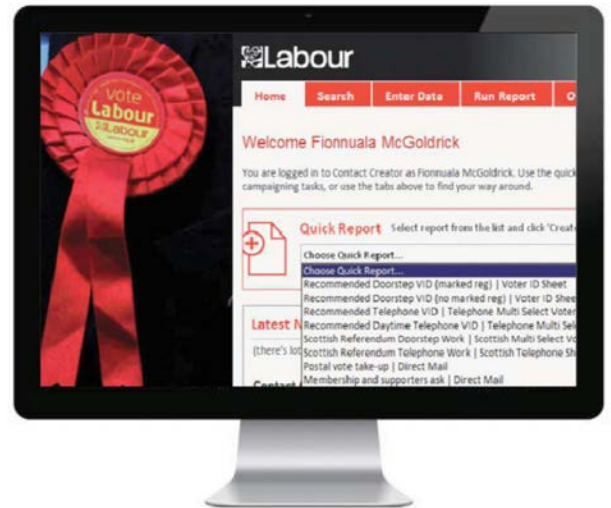 vote
Labour
Labour
Labour
Home Search Enter Data Run Report
Welcome Fionnuala McGoldrick
You are logged in to Contact Creator as Fionnuala McGoldrick. Use the quick
campaigning tasks, or use the tabs above to find your way around.
Quick Report Select report from the list and click 'Create
Choose Quick Report...
Choose Quick Report...
Recommended Doorstep VID (marked reg) | Voter ID Sheet
Recommended Doorstep VID (no marked reg) | Voter ID Shee
Recommended Telephone VID | Telephone Multi Select Voter
Recommended Daytime Telephone VID | Telephone Multi Sel
Scottish Referendum Doorstep Work | Scottish Multi Select Vo
Scottish Referendum Telephone Work | Scottish Telephone Sh
Postal vote take-up | Direct Mail
Membership and supporters ask | Direct Mail
Latest N
(there's lot
Contact